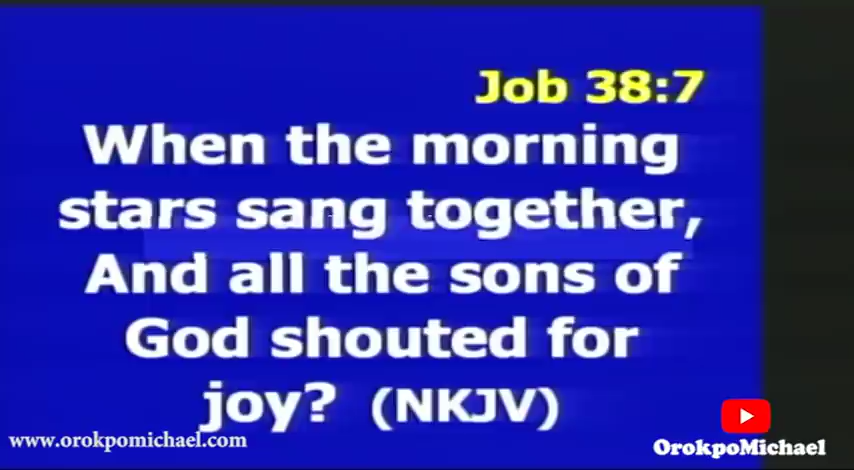 Job 38:7
When the morning
stars sang together,
And all the sons of
God shouted for
joy? (NKJV)
www.orokpomichael.com
OrokpoMichael